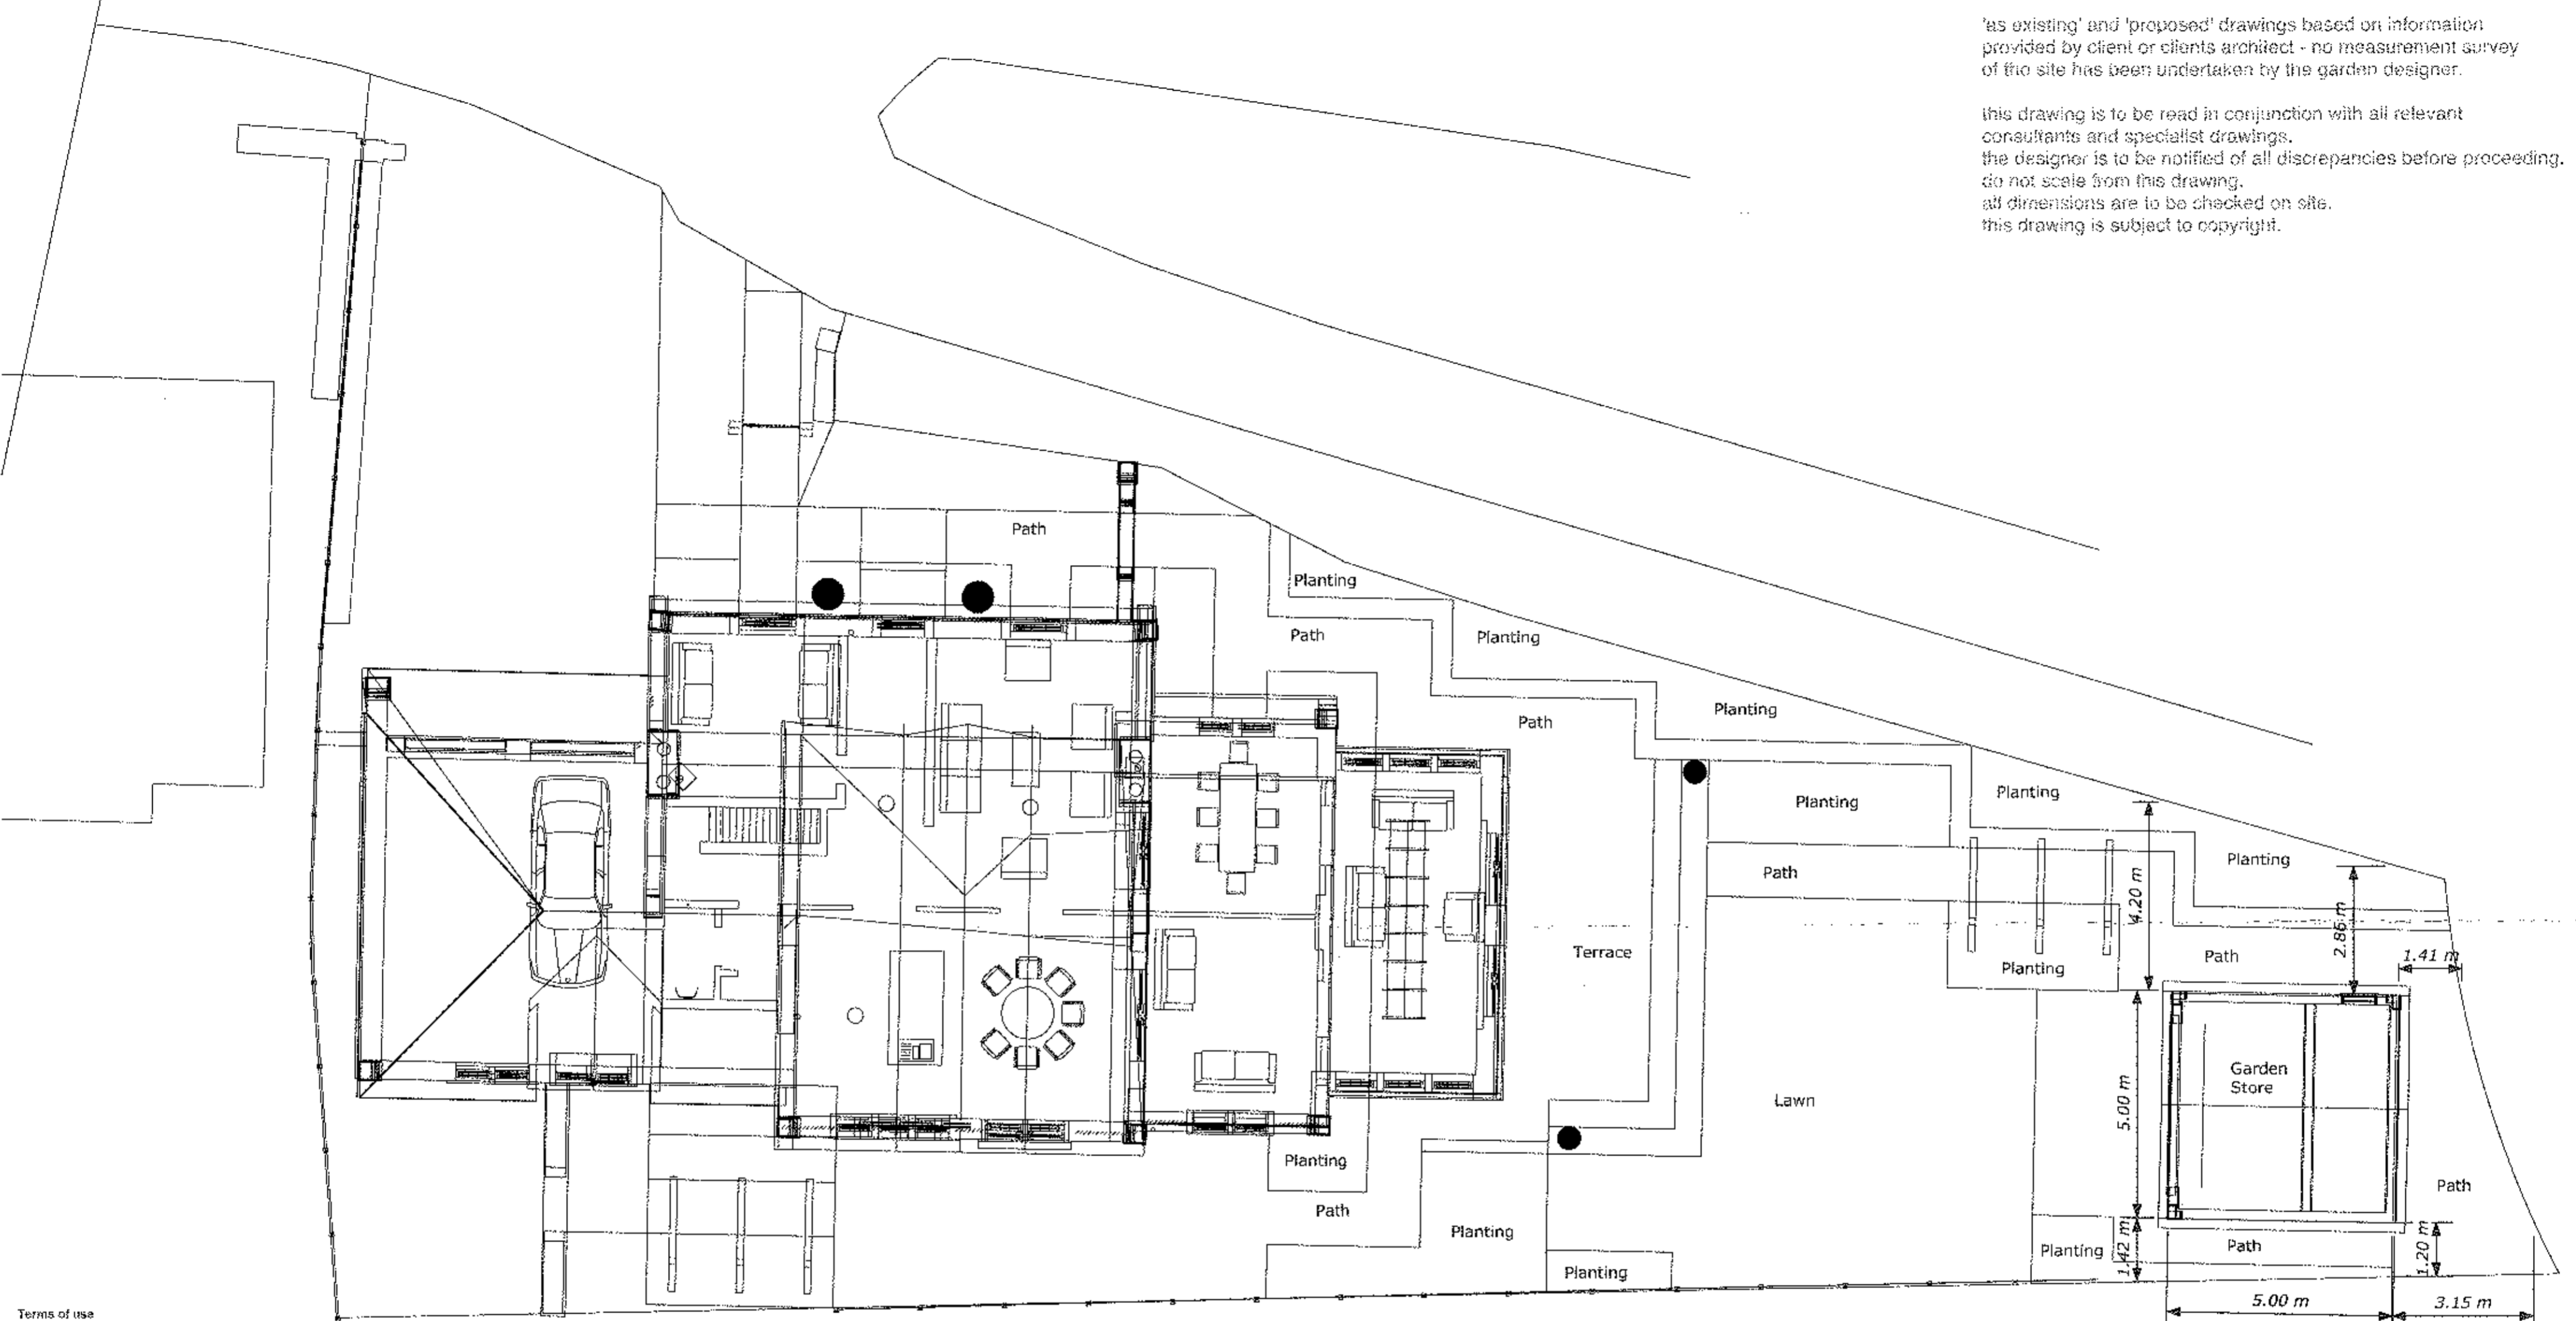 'as existing' and 'proposed' drawings based on information
provided by client or clients architect - no measurement survey
of the site has been undertaken by the garden designer.
this drawing is to be read in conjunction with all relevant
consultants and specialist drawings.
the designer is to be notified of all discrepancies before proceeding.
do not scale from this drawing.
all dimensions are to be checked on site.
this drawing is subject to copyright.
Path
Planting
Path
Planting
Planting
Path
Planting
Planting
Planting
Path
4.20 m
2.86 m
Terrace
Planting
Path
1.41 m
Garden
Store
5.00 m
Lawn
Planting
Path
Path
Planting
Planting
Planting
1.42 m
Path
1.20 m
5.00 m
3.15 m
Terms of use